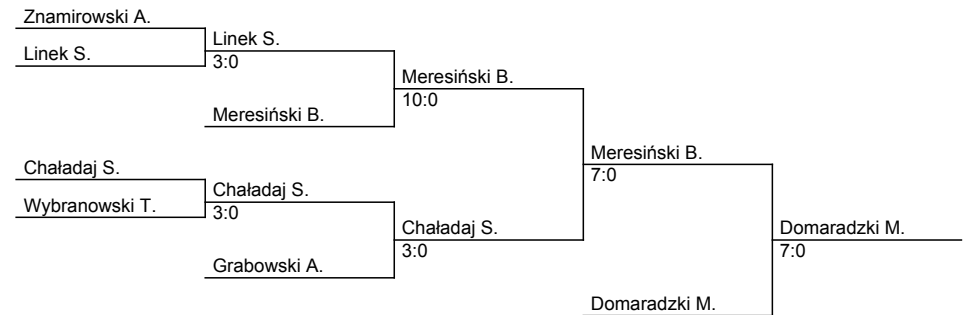 Znamirowski A.
Linek S.
Linek S.
3:0
Meresiński B.
10:0
Meresiński B.
Meresiński B.
7:0
Chaładaj S.
Chaładaj S.
3:0
Wybranowski T.
Chaładaj S.
3:0
Domaradzki M.
7:0
Grabowski A.
Domaradzki M.